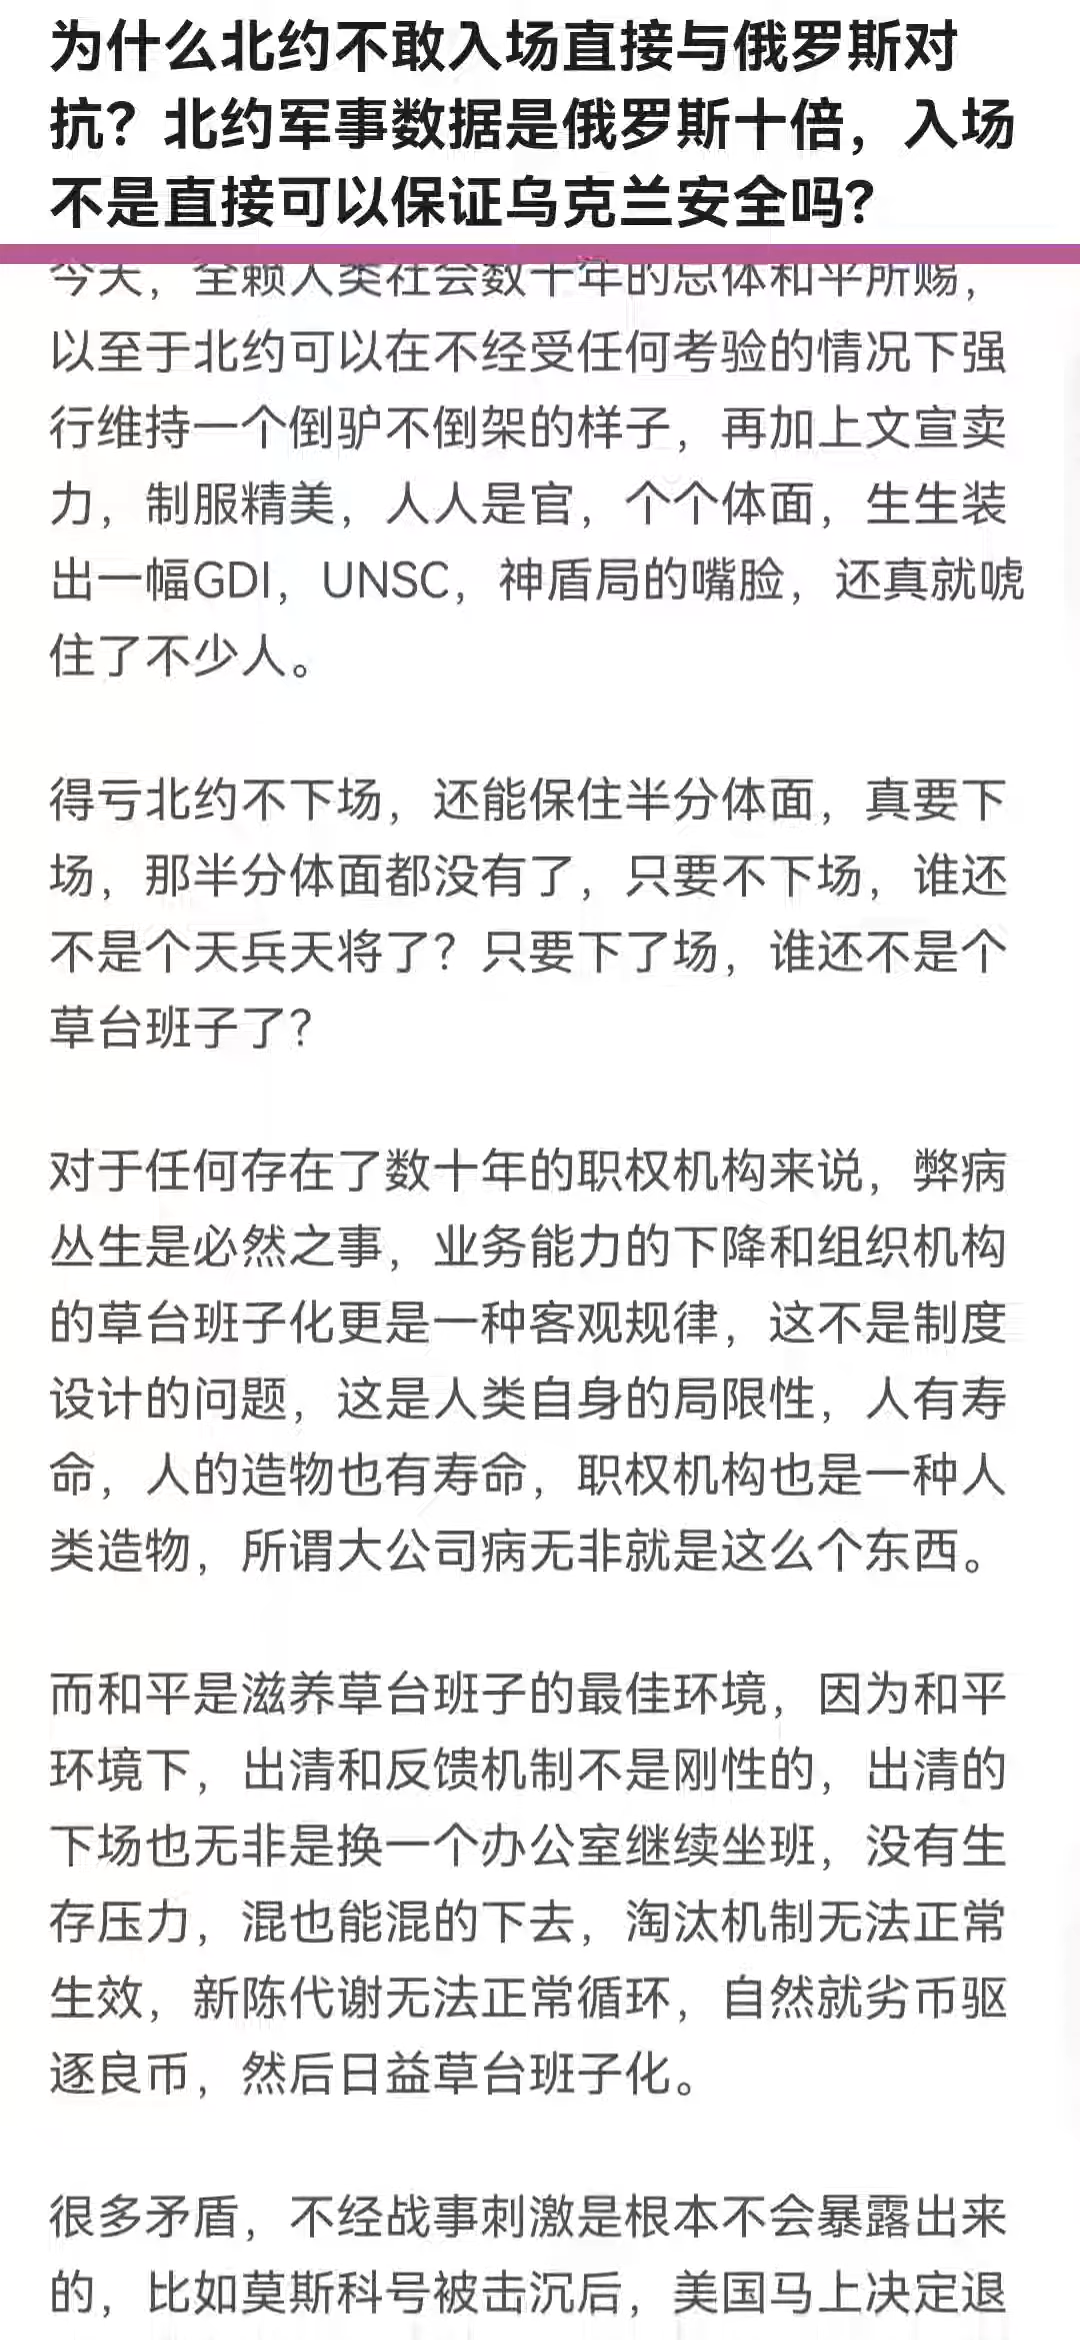 为什么北约不敢入场直接与俄罗斯对
抗？北约军事数据是俄罗斯十倍，入场
不是直接可以保证乌克兰安全吗？
今天，全赖人类社会数十年的总体和平所赐，
以至于北约可以在不经受任何考验的情况下强
行维持一个倒驴不倒架的样子，再加上文宣卖
力，制服精美，人人是官，个个体面，生生装
出一幅GDI，UNSC，神盾局的嘴脸，还真就唬
住了不少人。
得亏北约不下场，还能保住半分体面，真要下
场，那半分体面都没有了，只要不下场，谁还
不是个天兵天将了？只要下了场，谁还不是个
草台班子了？
对于任何存在了数十年的职权机构来说，弊病
丛生是必然之事，业务能力的下降和组织机构
的草台班子化更是一种客观规律，这不是制度
设计的问题，这是人类自身的局限性，人有寿
命，人的造物也有寿命，职权机构也是一种人
类造物，所谓大公司病无非就是这么个东西。
而和平是滋养草台班子的最佳环境，因为和平
环境下，出清和反馈机制不是刚性的，出清的
下场也无非是换一个办公室继续坐班，没有生
存压力，混也能混的下去，淘汰机制无法正常
生效，新陈代谢无法正常循环，自然就劣币驱
逐良币，然后日益草台班子化。
很多矛盾，不经战事刺激是根本不会暴露出来
的，比如莫斯科号被击沉后，美国马上决定退